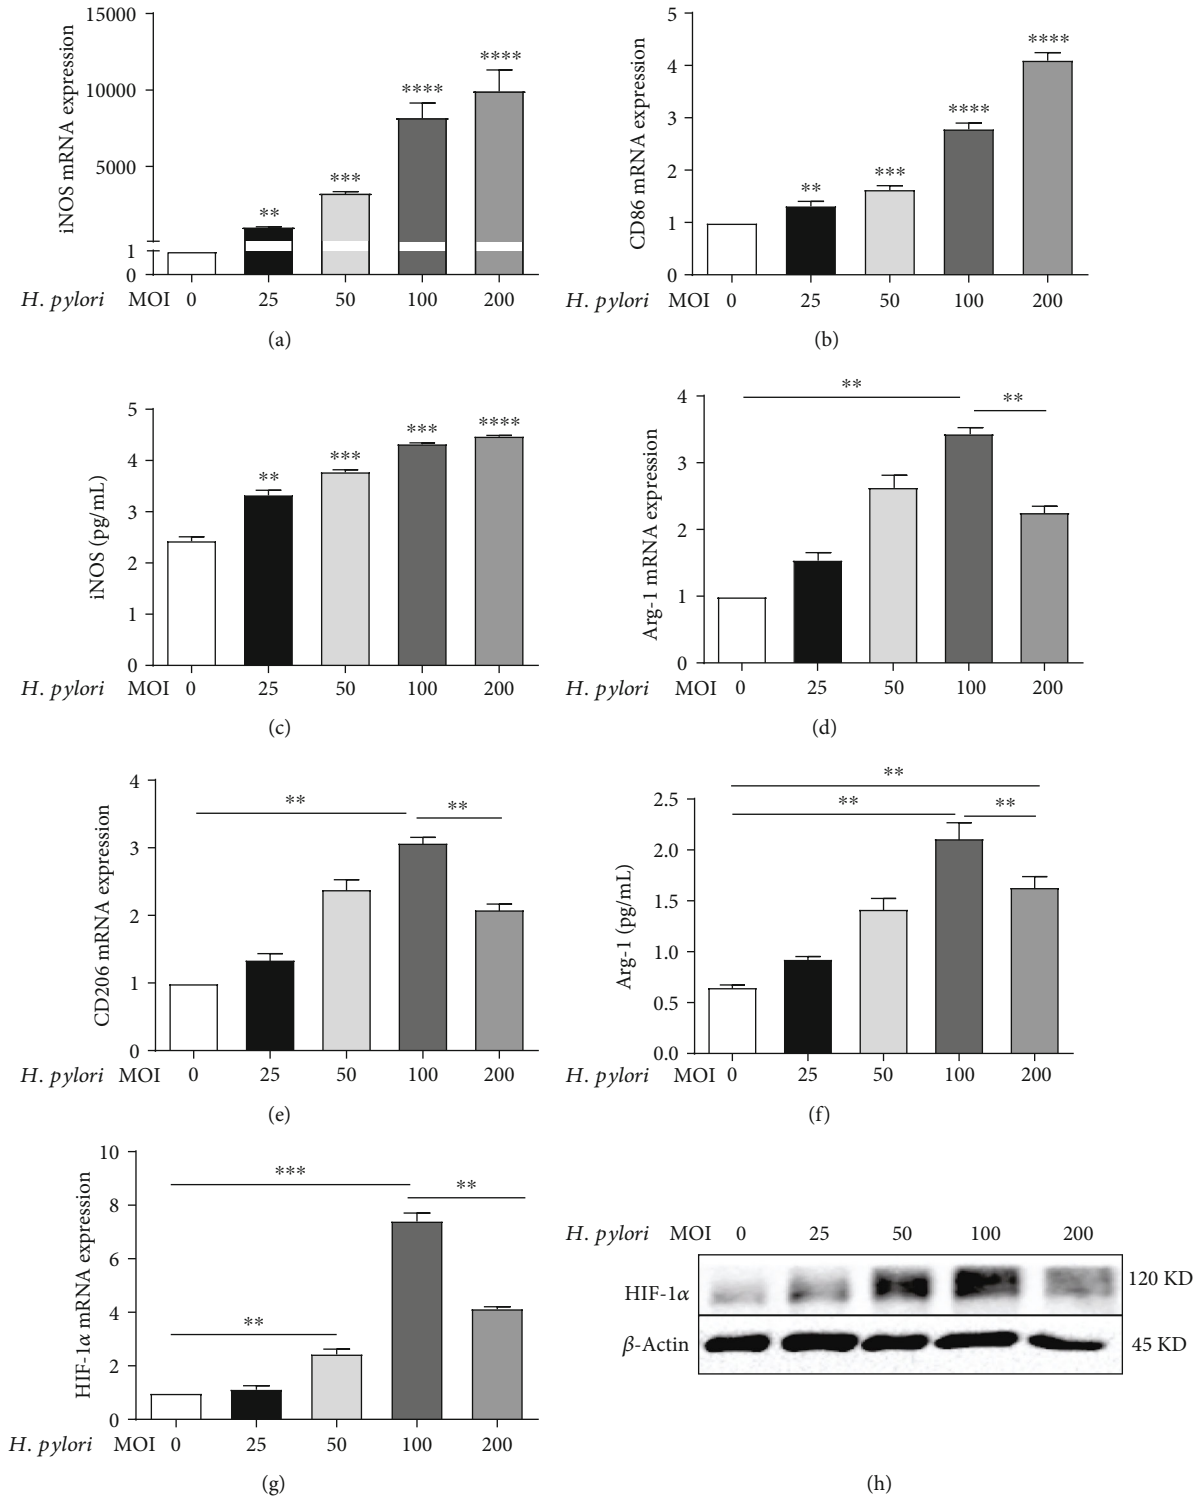 iNOS mRNA expression
15000
10000
5000
1
0
**
***
****
****
H. pylori MOI 0 25 50 100 200
(a)
CD86 mRNA expression
5
4
3
2
1
0
**
***
****
****
H. pylori MOI 0 25 50 100 200
(b)
iNOS (pg/mL)
5
4
3
2
1
0
**
***
***
****
H. pylori MOI 0 25 50 100 200
(c)
Arg-1 mRNA expression
4
3
2
1
0
**
**
H. pylori MOI 0 25 50 100 200
(d)
CD206 mRNA expression
4
3
2
1
0
**
**
H. pylori MOI 0 25 50 100 200
(e)
Arg-1 (pg/mL)
2.5
2.0
1.5
1.0
0.5
0.0
**
**
**
H. pylori MOI 0 25 50 100 200
(f)
HIF-1α mRNA expression
10
8
6
4
2
0
***
**
**
H. pylori MOI 0 25 50 100 200
(g)
H. pylori MOI 0 25 50 100 200
HIF-1α 120 KD
β-Actin 45 KD
(h)